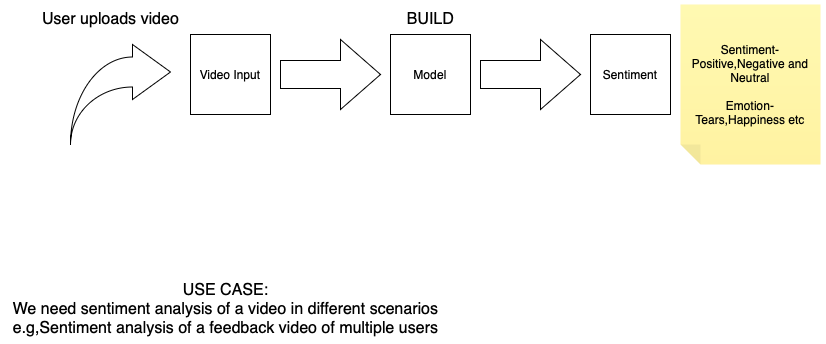 User uploads video
BUILD
Video Input
Model
Sentiment
Sentiment-
Positive,Negative and
Neutral
Emotion-
Tears,Happiness etc
USE CASE:
We need sentiment analysis of a video in different scenarios
e.g,Sentiment analysis of a feedback video of multiple users